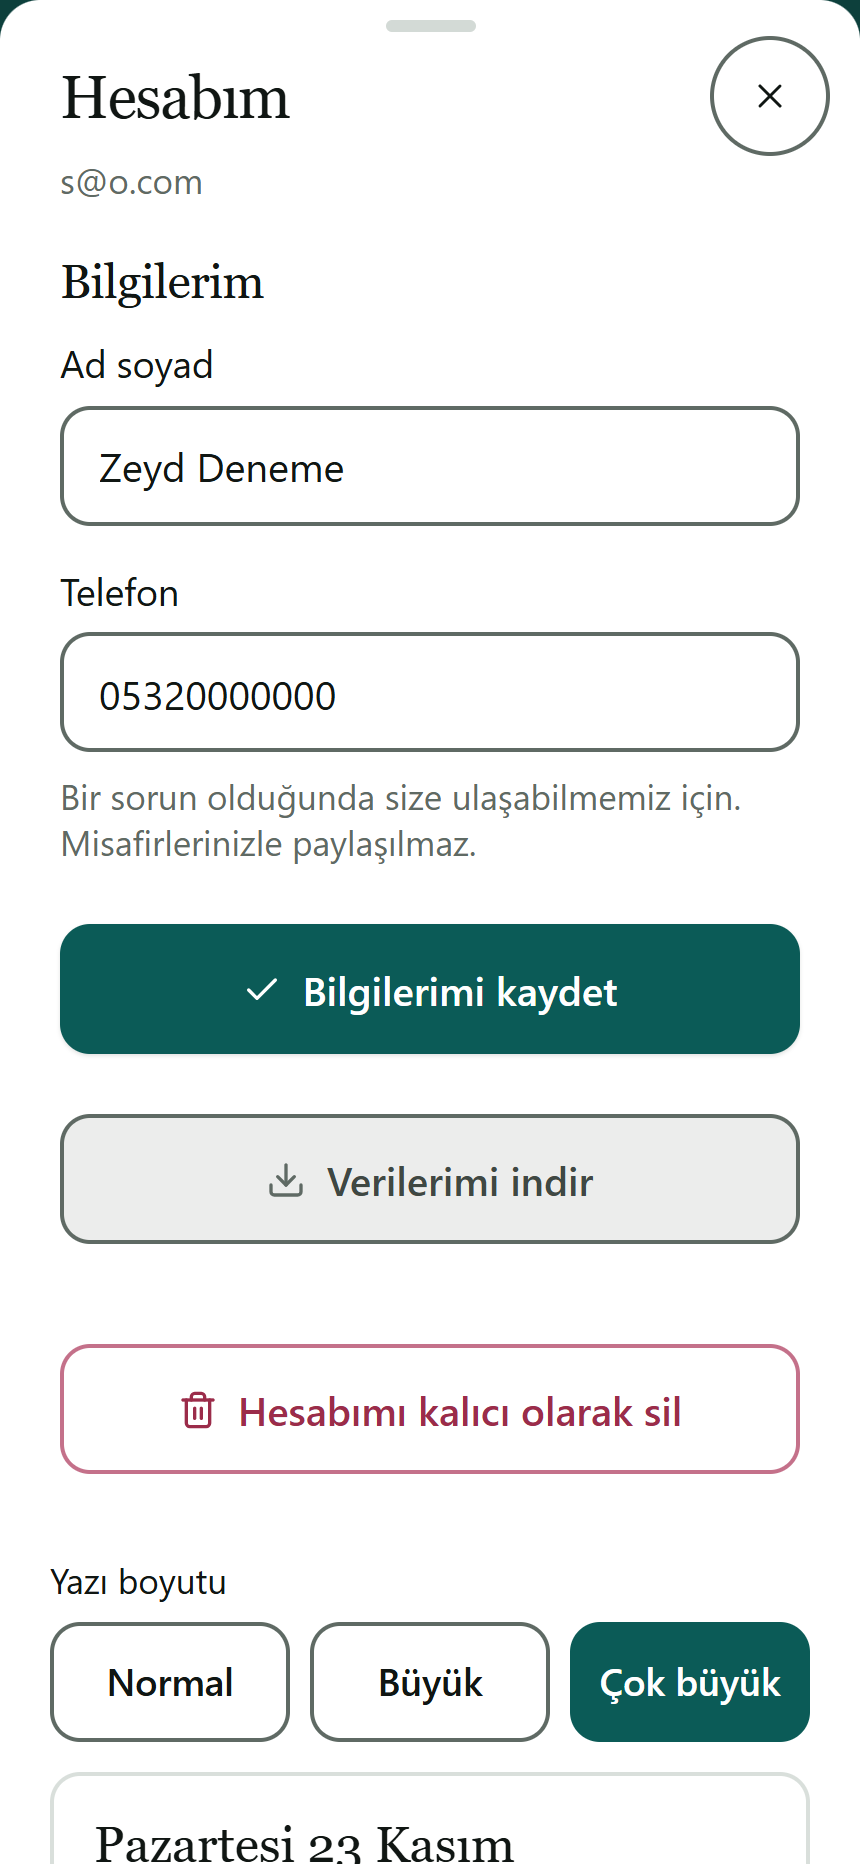 Hesabım
s@o.com
Bilgilerim
Ad soyad
Zeyd Deneme
Telefon
05320000000
Bir sorun olduğunda size ulaşabilmemiz için.
Misafirlerinizle paylaşılmaz.
Bilgilerimi kaydet
Verilerimi indir
Hesabımı kalıcı olarak sil
Yazı boyutu
Normal
Büyük
Çok büyük
Pazartesi 23 Kasım